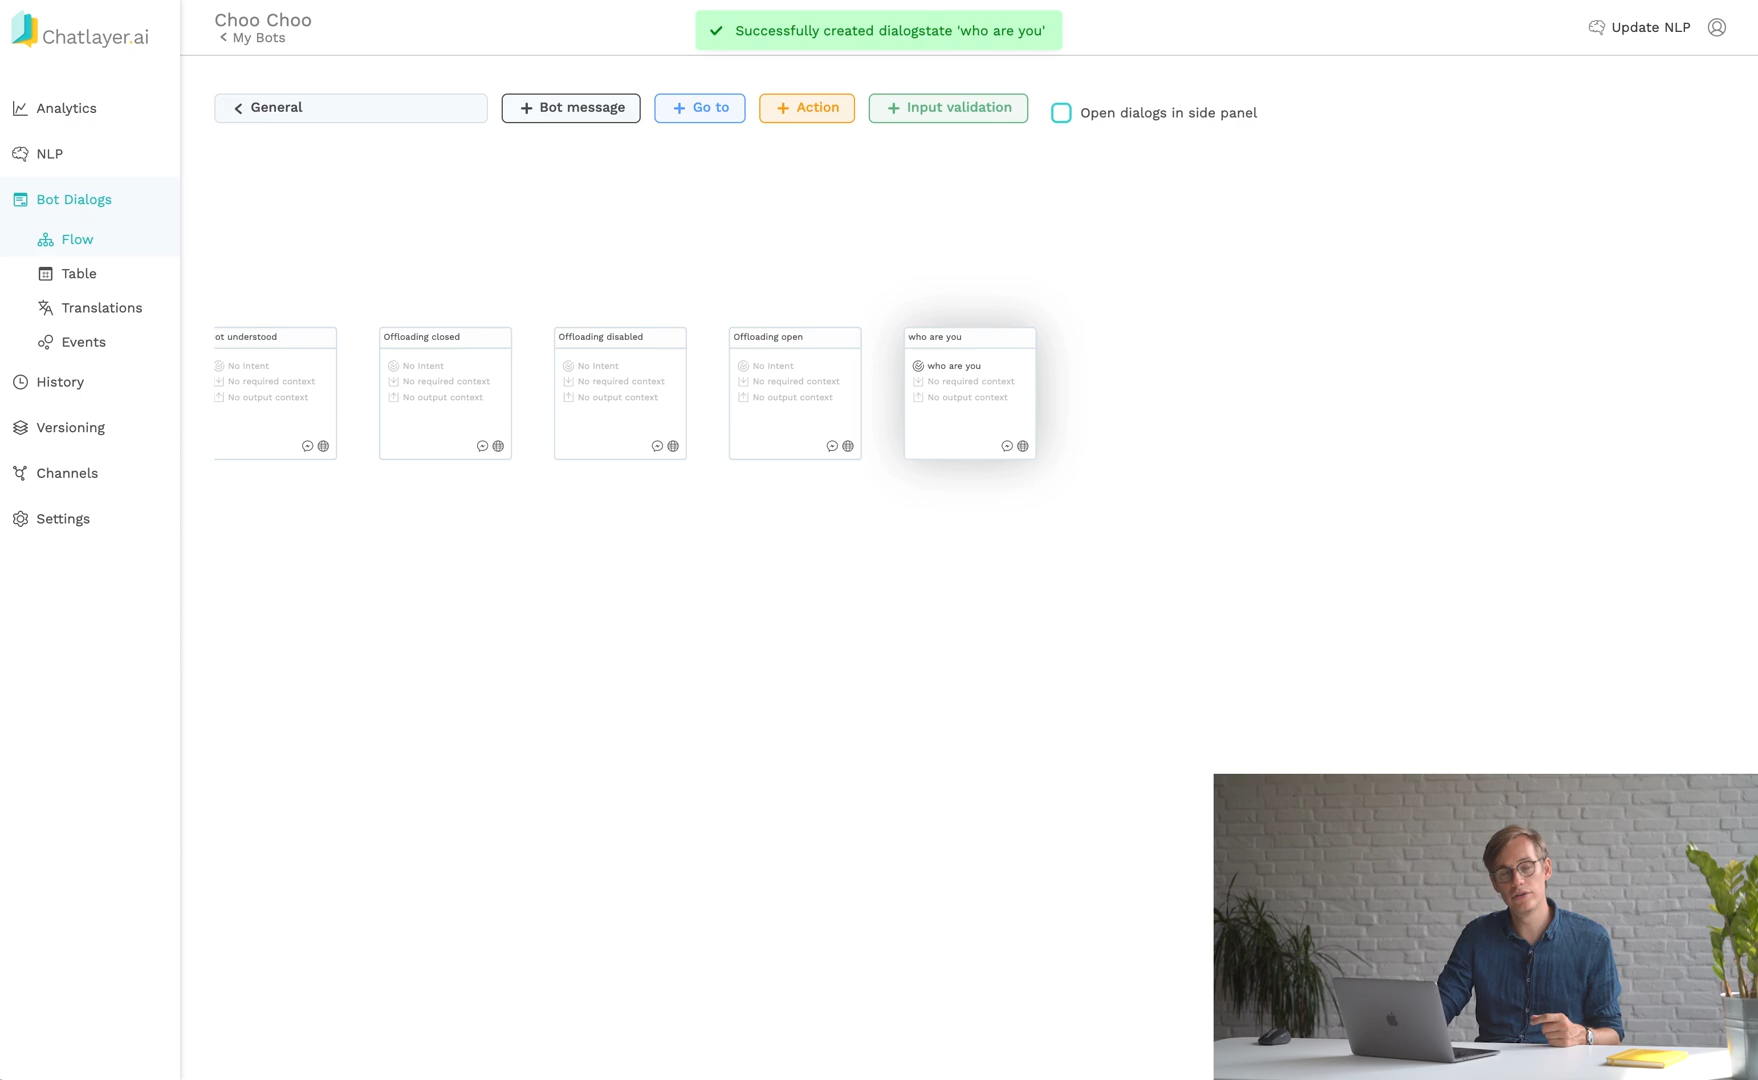 Chatlayer.ai
Choo Choo
My Bots
Successfully created dialogstate 'who are you'
Update NLP
Analytics
NLP
Bot Dialogs
Flow
Table
Translations
Events
History
Versioning
Channels
Settings
General
Bot message
Go to
Action
Input validation
Open dialogs in side panel
ot understood
No Intent
No required context
No output context
Offloading closed
No Intent
No required context
No output context
Offloading disabled
No Intent
No required context
No output context
Offloading open
No Intent
No required context
No output context
who are you
who are you
No required context
No output context